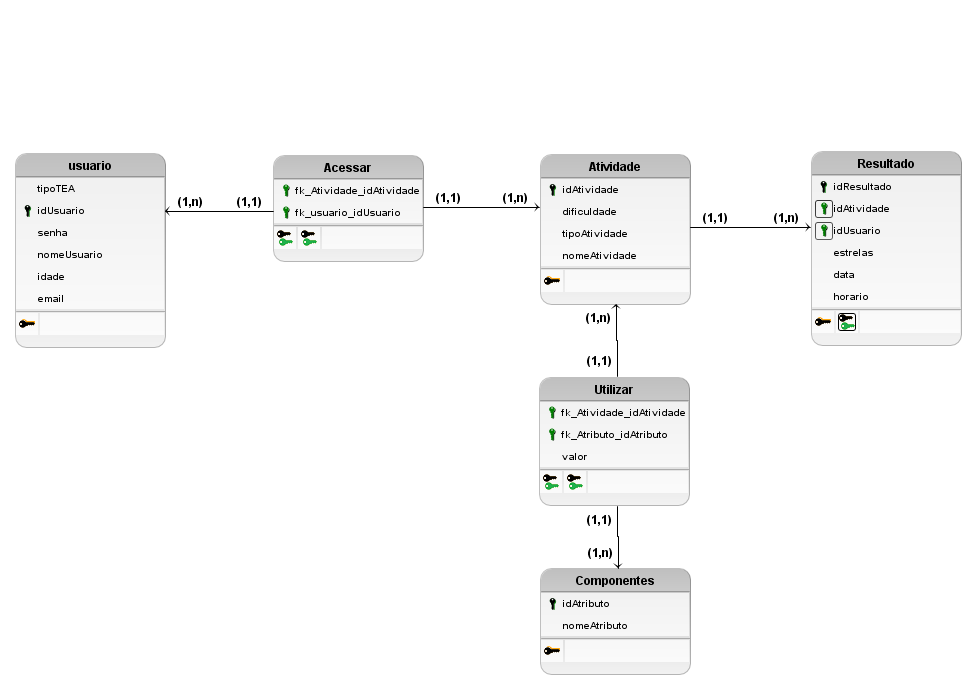 usuario
tipoTEA
idUsuario
senha
nomeUsuario
idade
email
(1,n)
(1,1)
Acessar
fk_Atividade_idAtividade
fk_usuario_idUsuario
(1,1)
(1,n)
Atividade
idAtividade
dificuldade
tipoAtividade
nomeAtividade
(1,1)
(1,n)
Resultado
idResultado
idAtividade
idUsuario
estrelas
data
horario
(1,n)
(1,1)
Utilizar
fk_Atividade_idAtividade
fk_Atributo_idAtributo
valor
(1,1)
(1,n)
Componentes
idAtributo
nomeAtributo